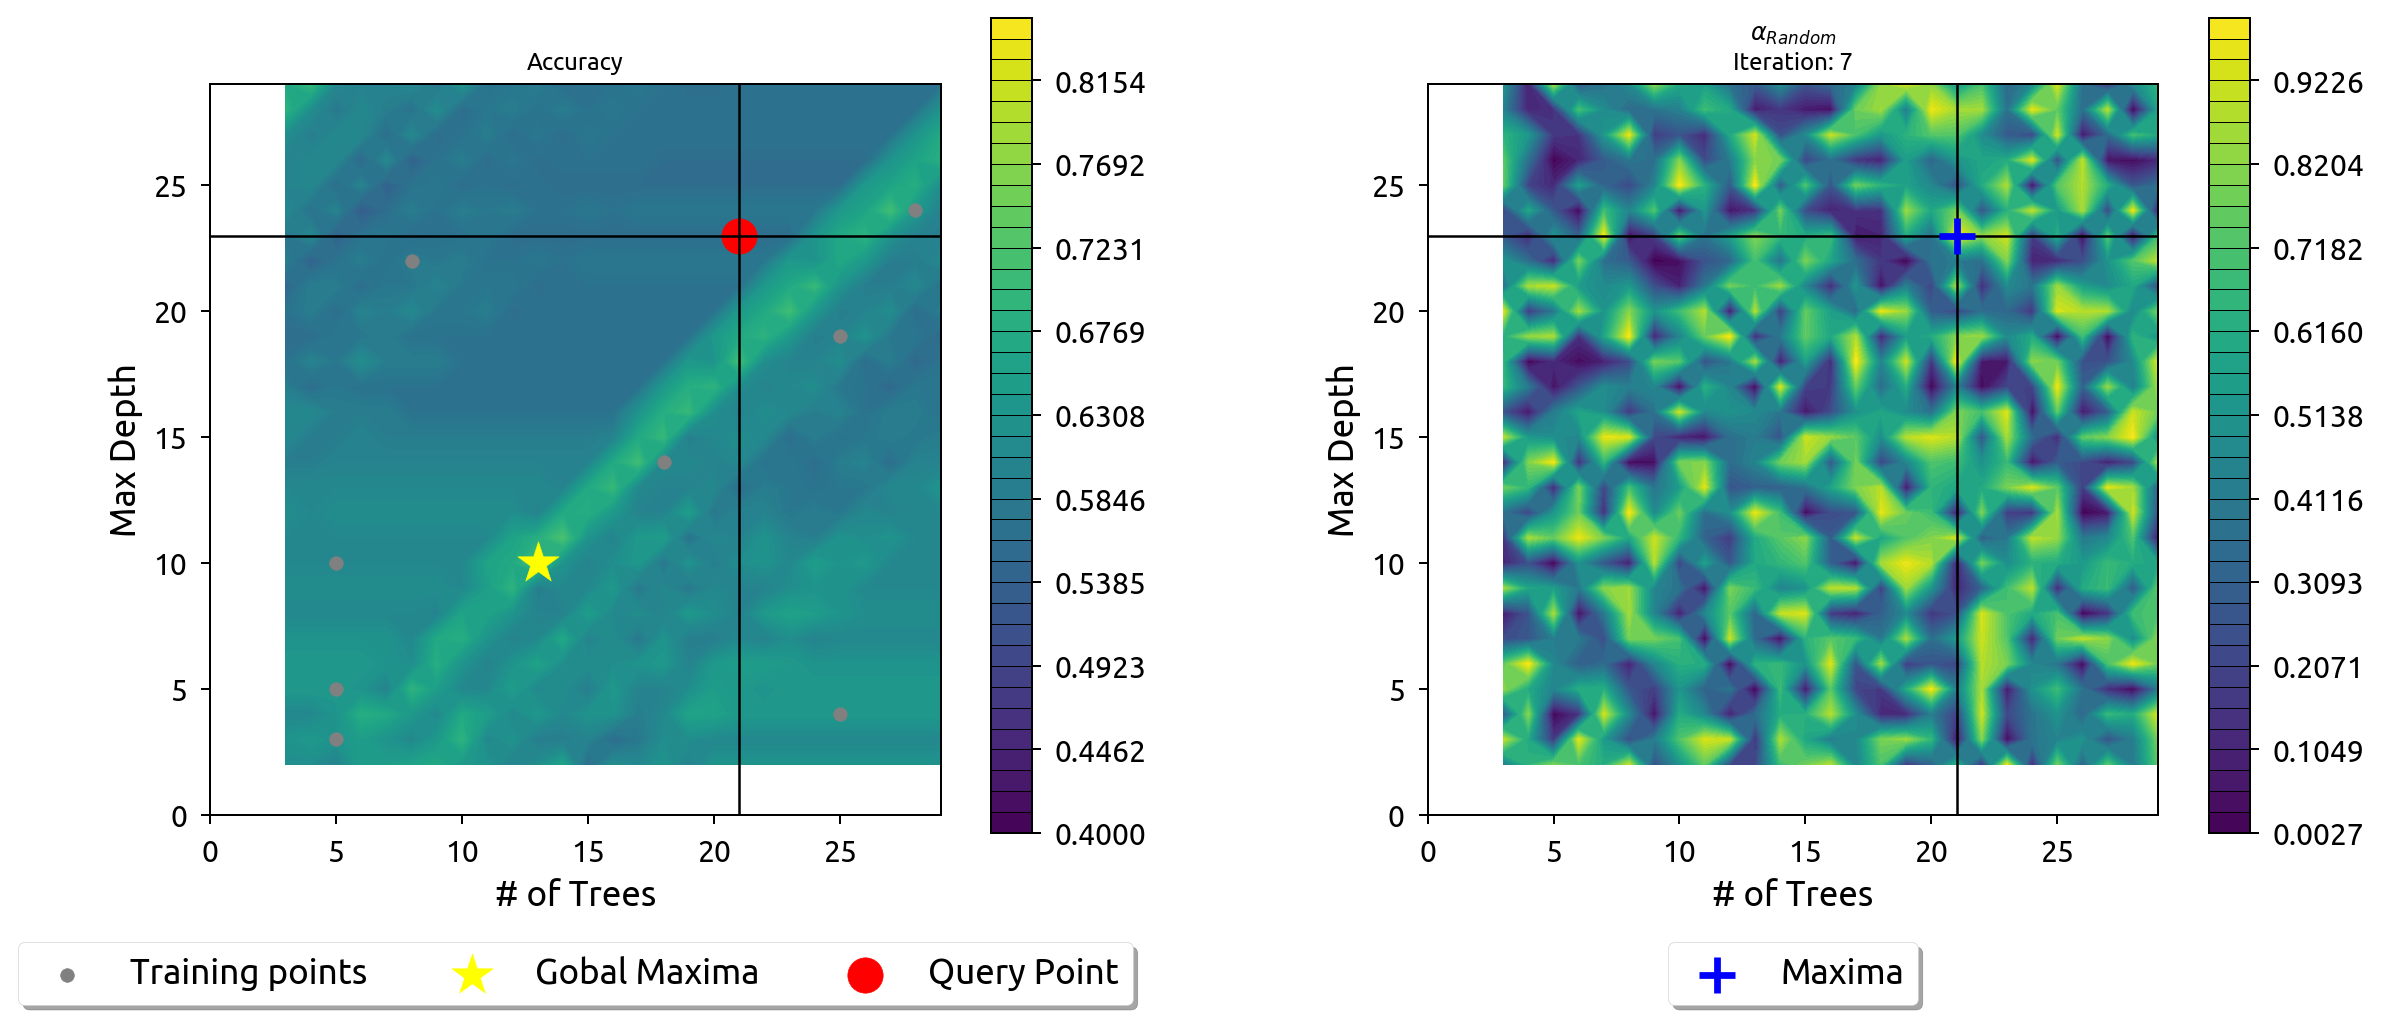 Accuracy
Max Depth
25
20
15
10
5
0
0 5 10 15 20 25
# of Trees
0.8154
0.7692
0.7231
0.6769
0.6308
0.5846
0.5385
0.4923
0.4462
0.4000
Training points Gobal Maxima Query Point
α_Random
Iteration: 7
Max Depth
25
20
15
10
5
0
0 5 10 15 20 25
# of Trees
0.9226
0.8204
0.7182
0.6160
0.5138
0.4116
0.3093
0.2071
0.1049
0.0027
Maxima